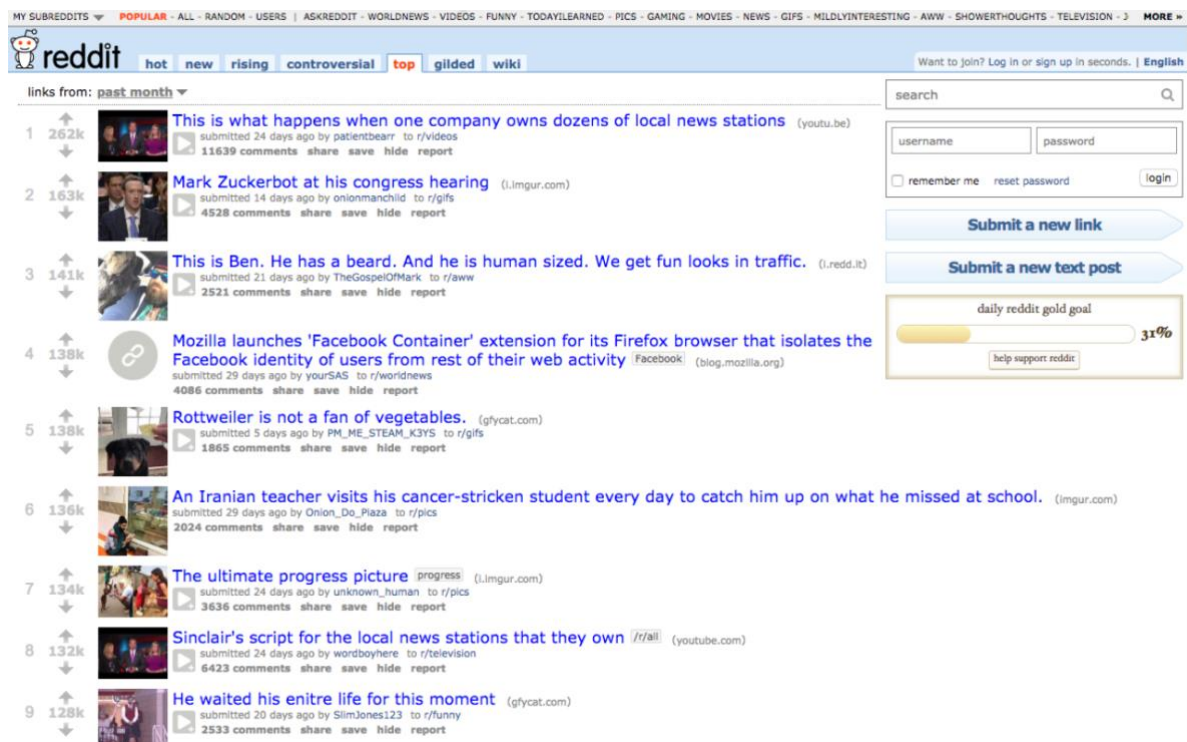 MY SUBREDDITS POPULAR - ALL - RANDOM - USERS | ASKREDDIT - WORLDNEWS - VIDEOS - FUNNY - TODAYILEARNED - PICS - GAMING - MOVIES - NEWS - GIFS - MILDLYINTERESTING - AWW - SHOWERTHOUGHTS - TELEVISION - MORE »
reddit hot new rising controversial top gilded wiki
Want to join? Log in or sign up in seconds. | English
links from: past month
1 262k
This is what happens when one company owns dozens of local news stations (youtu.be)
submitted 24 days ago by patientbearr to r/videos
11639 comments share save hide report
2 163k
Mark Zuckerbot at his congress hearing (i.imgur.com)
submitted 14 days ago by onionmanchild to r/gifs
4528 comments share save hide report
3 141k
This is Ben. He has a beard. And he is human sized. We get fun looks in traffic. (i.redd.it)
submitted 21 days ago by TheGospelOfMark to r/aww
2521 comments share save hide report
4 138k
Mozilla launches 'Facebook Container' extension for its Firefox browser that isolates the
Facebook identity of users from rest of their web activity Facebook (blog.mozilla.org)
submitted 29 days ago by yourSAS to r/worldnews
4086 comments share save hide report
5 138k
Rottweiler is not a fan of vegetables. (gfycat.com)
submitted 5 days ago by PM_ME_STEAM_K3YS to r/gifs
1865 comments share save hide report
6 136k
An Iranian teacher visits his cancer-stricken student every day to catch him up on what he missed at school. (imgur.com)
submitted 29 days ago by Onion_Do_Plaza to r/pics
2024 comments share save hide report
7 134k
The ultimate progress picture progress (i.imgur.com)
submitted 24 days ago by unknown_human to r/pics
3636 comments share save hide report
8 132k
Sinclair's script for the local news stations that they own /r/all (youtube.com)
submitted 24 days ago by wordboyhere to r/television
6423 comments share save hide report
9 128k
He waited his enitre life for this moment (gfycat.com)
submitted 20 days ago by SlimJones123 to r/funny
2533 comments share save hide report
search
username password
remember me reset password login
Submit a new link
Submit a new text post
daily reddit gold goal
31%
help support reddit